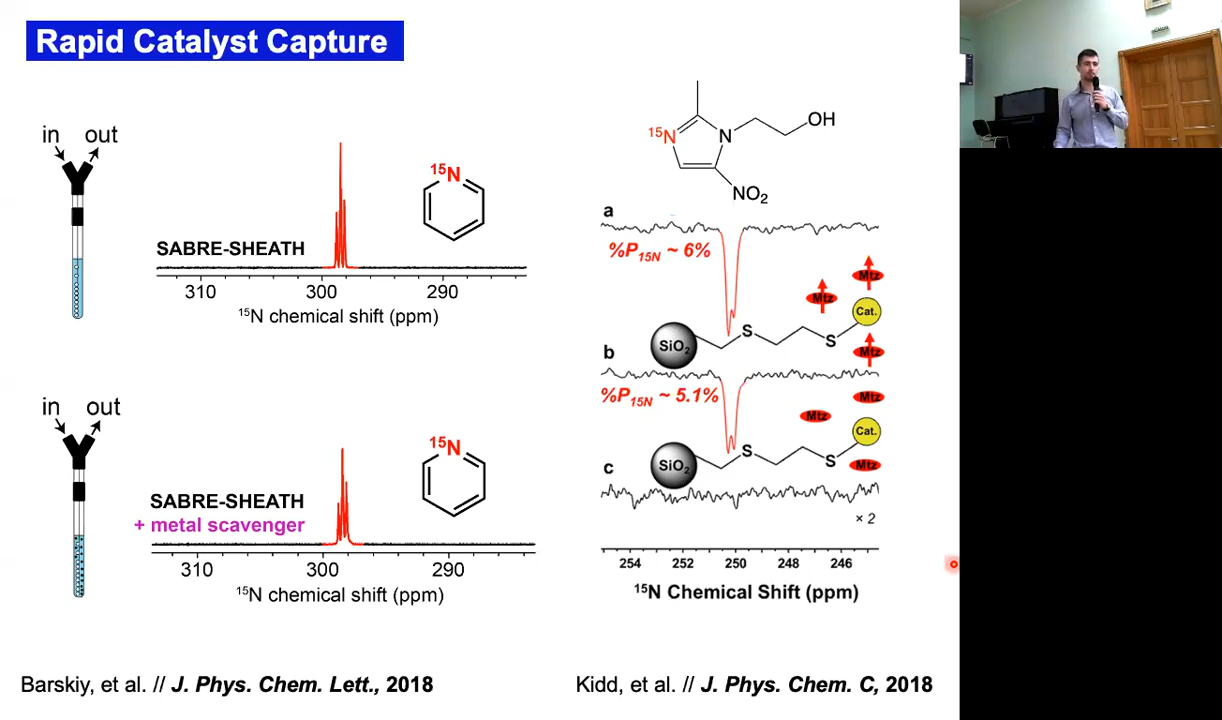 Rapid Catalyst Capture
in out
¹⁵N
SABRE-SHEATH
310 300 290
¹⁵N chemical shift (ppm)
in out
¹⁵N
SABRE-SHEATH
+ metal scavenger
310 300 290
¹⁵N chemical shift (ppm)
Barskiy, et al. // J. Phys. Chem. Lett., 2018
¹⁵N
N
OH
NO₂
a
%P₁₅N ~ 6%
Mtz
Mtz
Cat.
S
S
SiO₂
Mtz
b
%P₁₅N ~ 5.1%
Mtz
Mtz
Cat.
S
S
SiO₂
Mtz
c
× 2
254 252 250 248 246
¹⁵N Chemical Shift (ppm)
Kidd, et al. // J. Phys. Chem. C, 2018